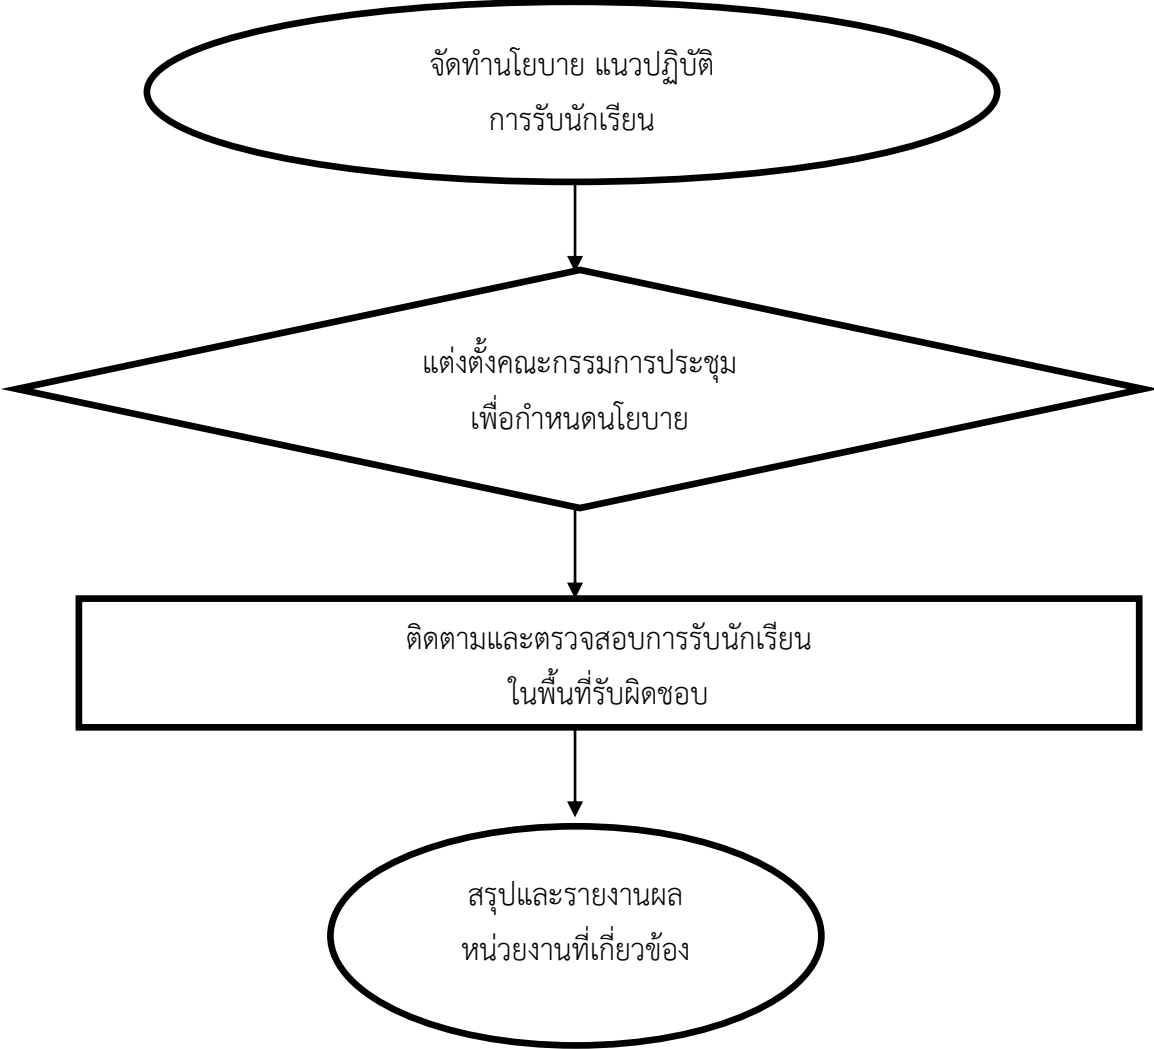 จัดทำนโยบาย แนวปฏิบัติ
การรับนักเรียน
แต่งตั้งคณะกรรมการประชุม
เพื่อกำหนดนโยบาย
ติดตามและตรวจสอบการรับนักเรียน
ในพื้นที่รับผิดชอบ
สรุปและรายงานผล
หน่วยงานที่เกี่ยวข้อง